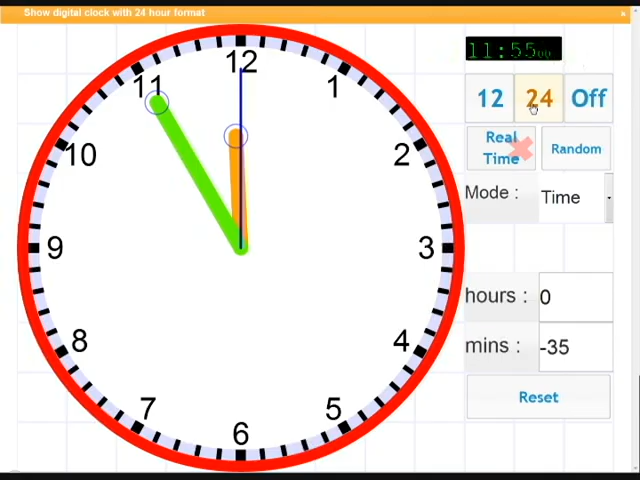 Show digital clock with 24 hour format
x
11:55 00
12 24 Off
Real Time
Random
Mode : Time
hours : 0
mins : -35
Reset
12
1
2
3
4
5
6
7
8
9
10
11